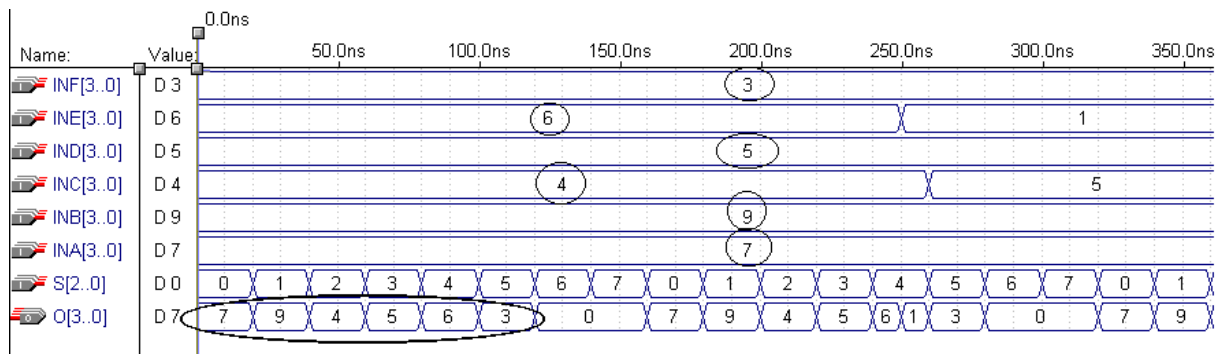 0.0ns
Name: Value: 50.0ns 100.0ns 150.0ns 200.0ns 250.0ns 300.0ns 350.0ns
INF[3..0] D 3 3
INE[3..0] D 6 6 1
IND[3..0] D 5 5
INC[3..0] D 4 4 5
INB[3..0] D 9 9
INA[3..0] D 7 7
S[2..0] D 0 0 1 2 3 4 5 6 7 0 1 2 3 4 5 6 7 0 1
O[3..0] D 7 7 9 4 5 6 3 0 7 9 4 5 6 1 3 0 7 9